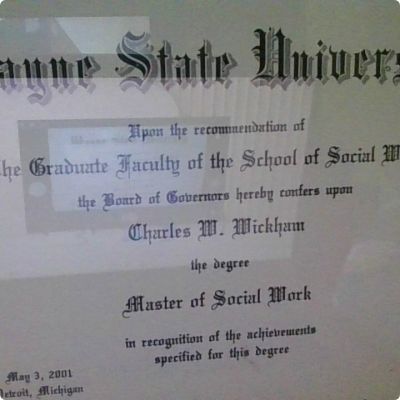 ayne State Univers
Upon the recommendation of
he Graduate Faculty of the School of Social W
the Board of Governors hereby confers upon
Charles W. Wickham
the degree
Master of Social Work
in recognition of the achievements
specified for this degree
May 3, 2001
Detroit, Michigan